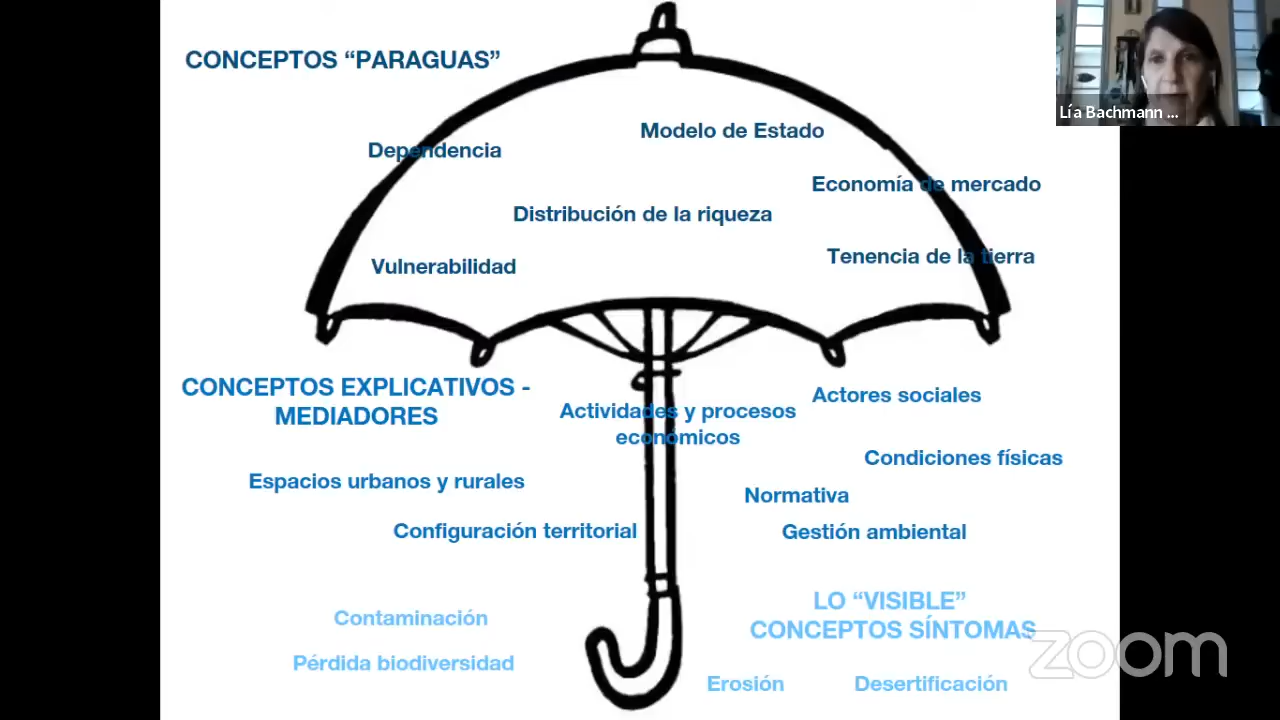 CONCEPTOS “PARAGUAS”
Lía Bachmann ...
Modelo de Estado
Dependencia
Economía de mercado
Distribución de la riqueza
Tenencia de la tierra
Vulnerabilidad
CONCEPTOS EXPLICATIVOS -
MEDIADORES
Actores sociales
Actividades y procesos
económicos
Condiciones físicas
Espacios urbanos y rurales
Normativa
Configuración territorial
Gestión ambiental
LO “VISIBLE”
CONCEPTOS SÍNTOMAS
Contaminación
Pérdida biodiversidad
Erosión
Desertificación
zoom